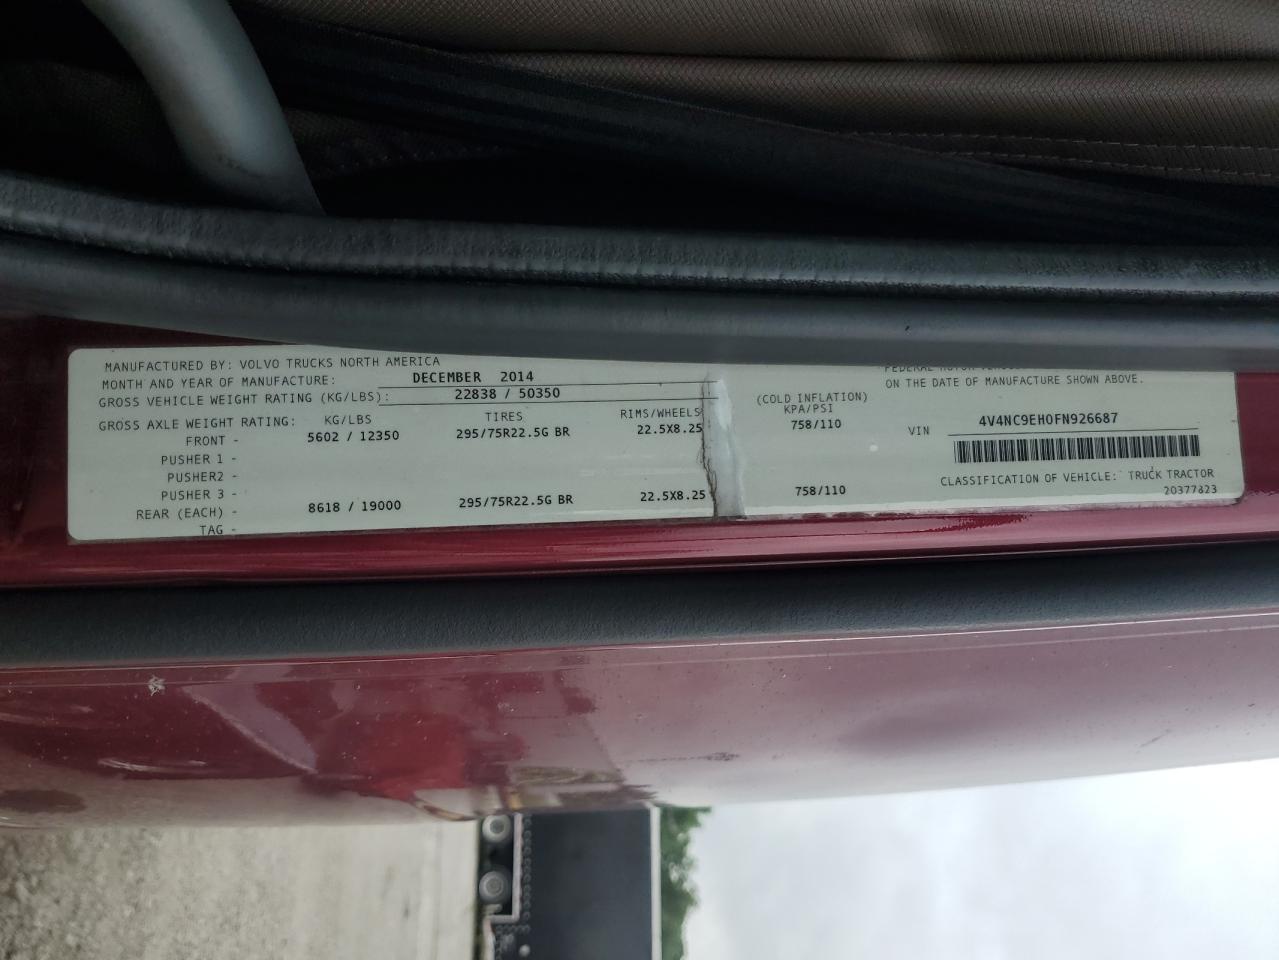 MANUFACTURED BY: VOLVO TRUCKS NORTH AMERICA
MONTH AND YEAR OF MANUFACTURE: DECEMBER 2014
GROSS VEHICLE WEIGHT RATING (KG/LBS): 22838 / 50350
GROSS AXLE WEIGHT RATING: KG/LBS TIRES RIMS/WHEELS (COLD INFLATION) KPA/PSI
FRONT - 5602 / 12350 295/75R22.5G BR 22.5X8.25 758/110
PUSHER 1 -
PUSHER2 -
PUSHER 3 -
REAR (EACH) - 8618 / 19000 295/75R22.5G BR 22.5X8.25 758/110
TAG -
FEDERAL MOTOR
ON THE DATE OF MANUFACTURE SHOWN ABOVE.
VIN 4V4NC9EH0FN926687
CLASSIFICATION OF VEHICLE: TRUCK TRACTOR
20377823